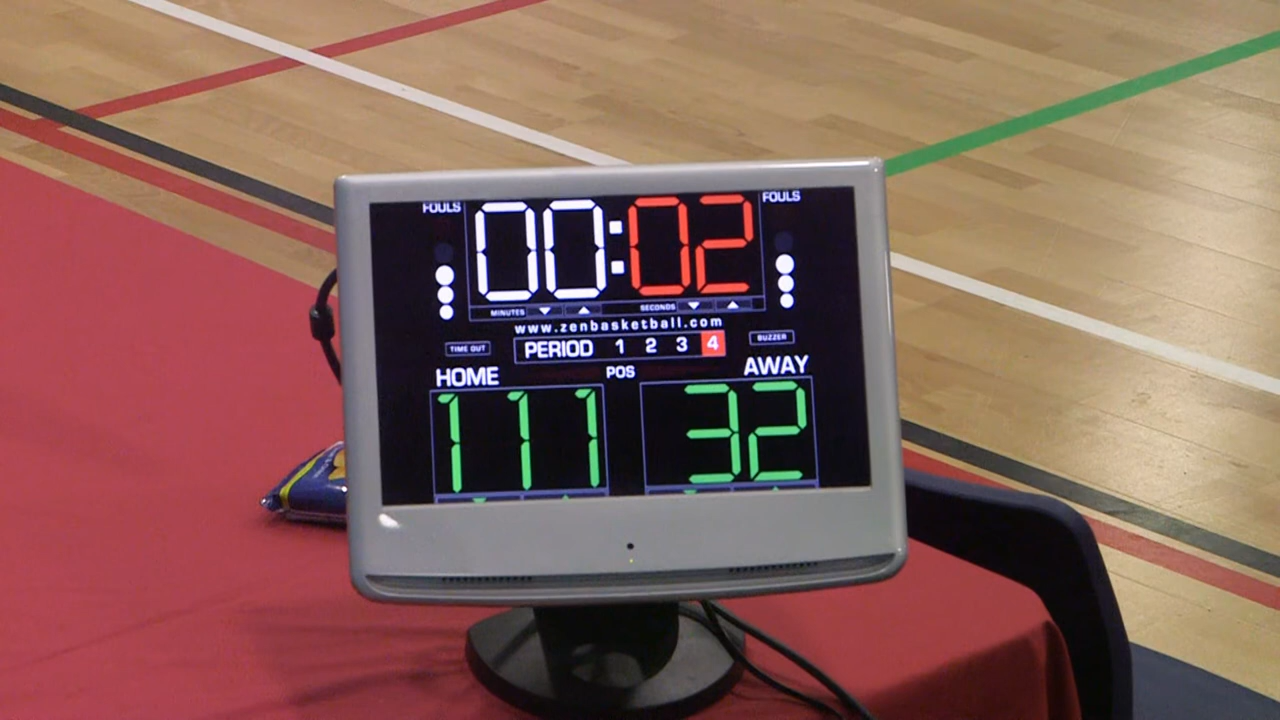 FOULS 00:02 FOULS
MINUTES SECONDS
www.zenbasketball.com
TIME OUT PERIOD 1 2 3 4 BUZZER
HOME POS AWAY
111 32